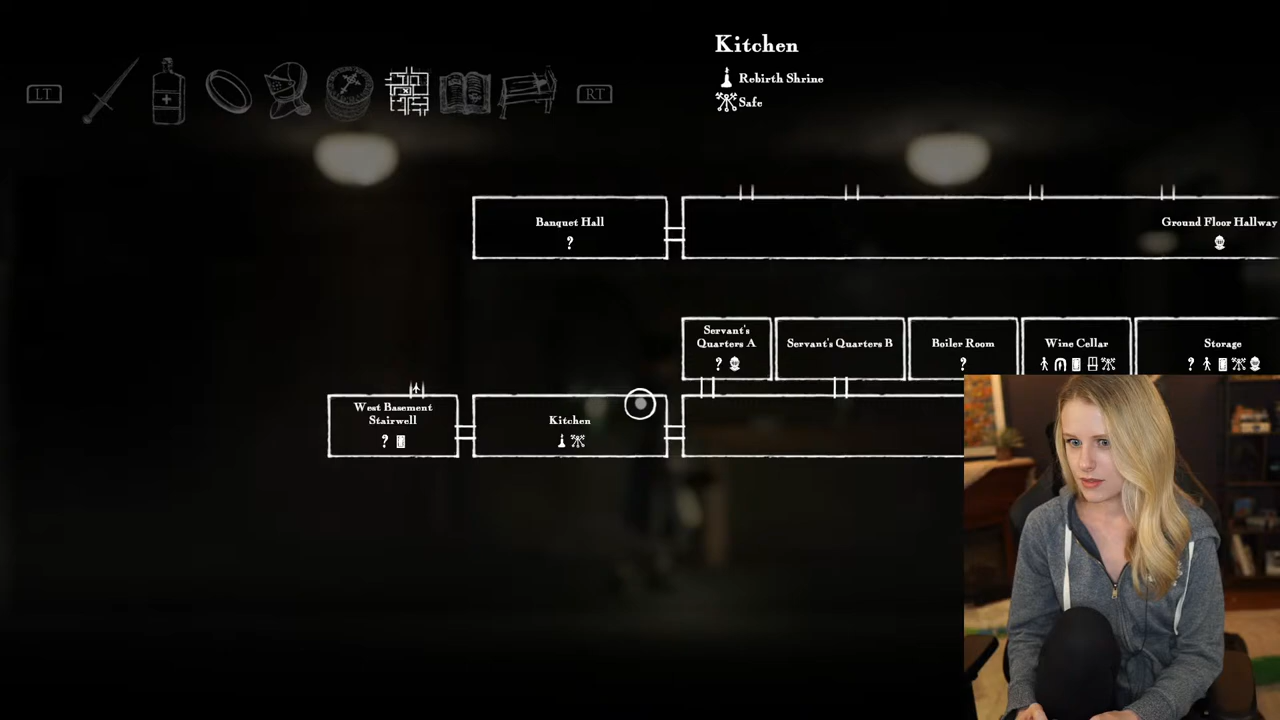 Kitchen
Rebirth Shrine
LT
RT
Safe
Banquet Hall
?
Ground Floor Hallway
Servant's
Quarters A
?
Servant's Quarters B
Boiler Room
?
Wine Cellar
Storage
?
West Basement
Stairwell
?
Kitchen